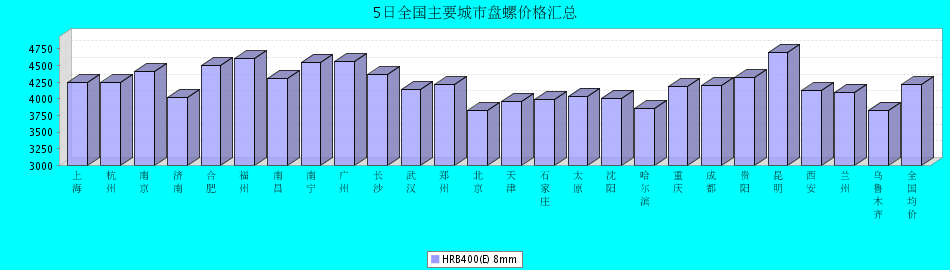 5日全国主要城市盘螺价格汇总
4750
4500
4250
4000
3750
3500
3250
3000
上海
杭州
南京
济南
合肥
福州
南昌
南宁
广州
长沙
武汉
郑州
北京
天津
石家庄
太原
沈阳
哈尔滨
重庆
成都
贵阳
昆明
西安
兰州
乌鲁木齐
全国均价
HRB400(E) 8mm